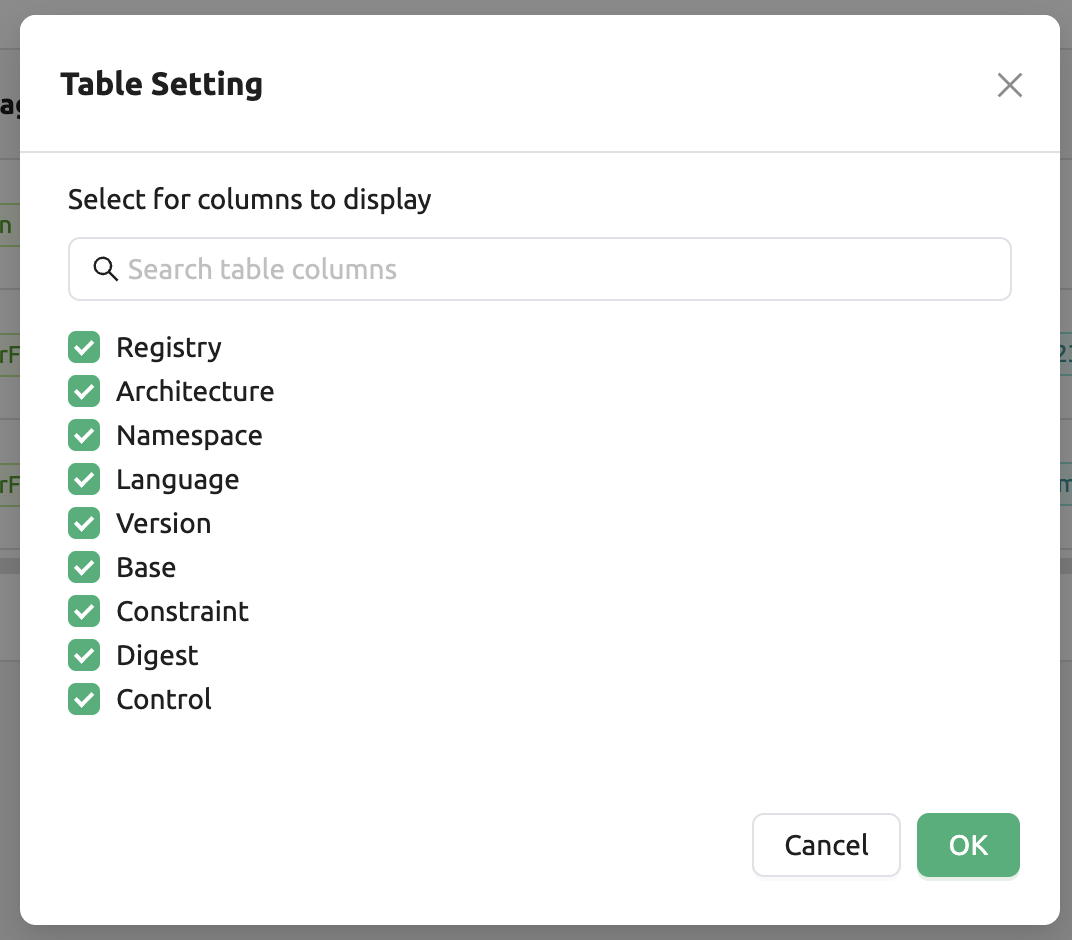 Table Setting
Select for columns to display
Search table columns
Registry
Architecture
Namespace
Language
Version
Base
Constraint
Digest
Control
Cancel
OK